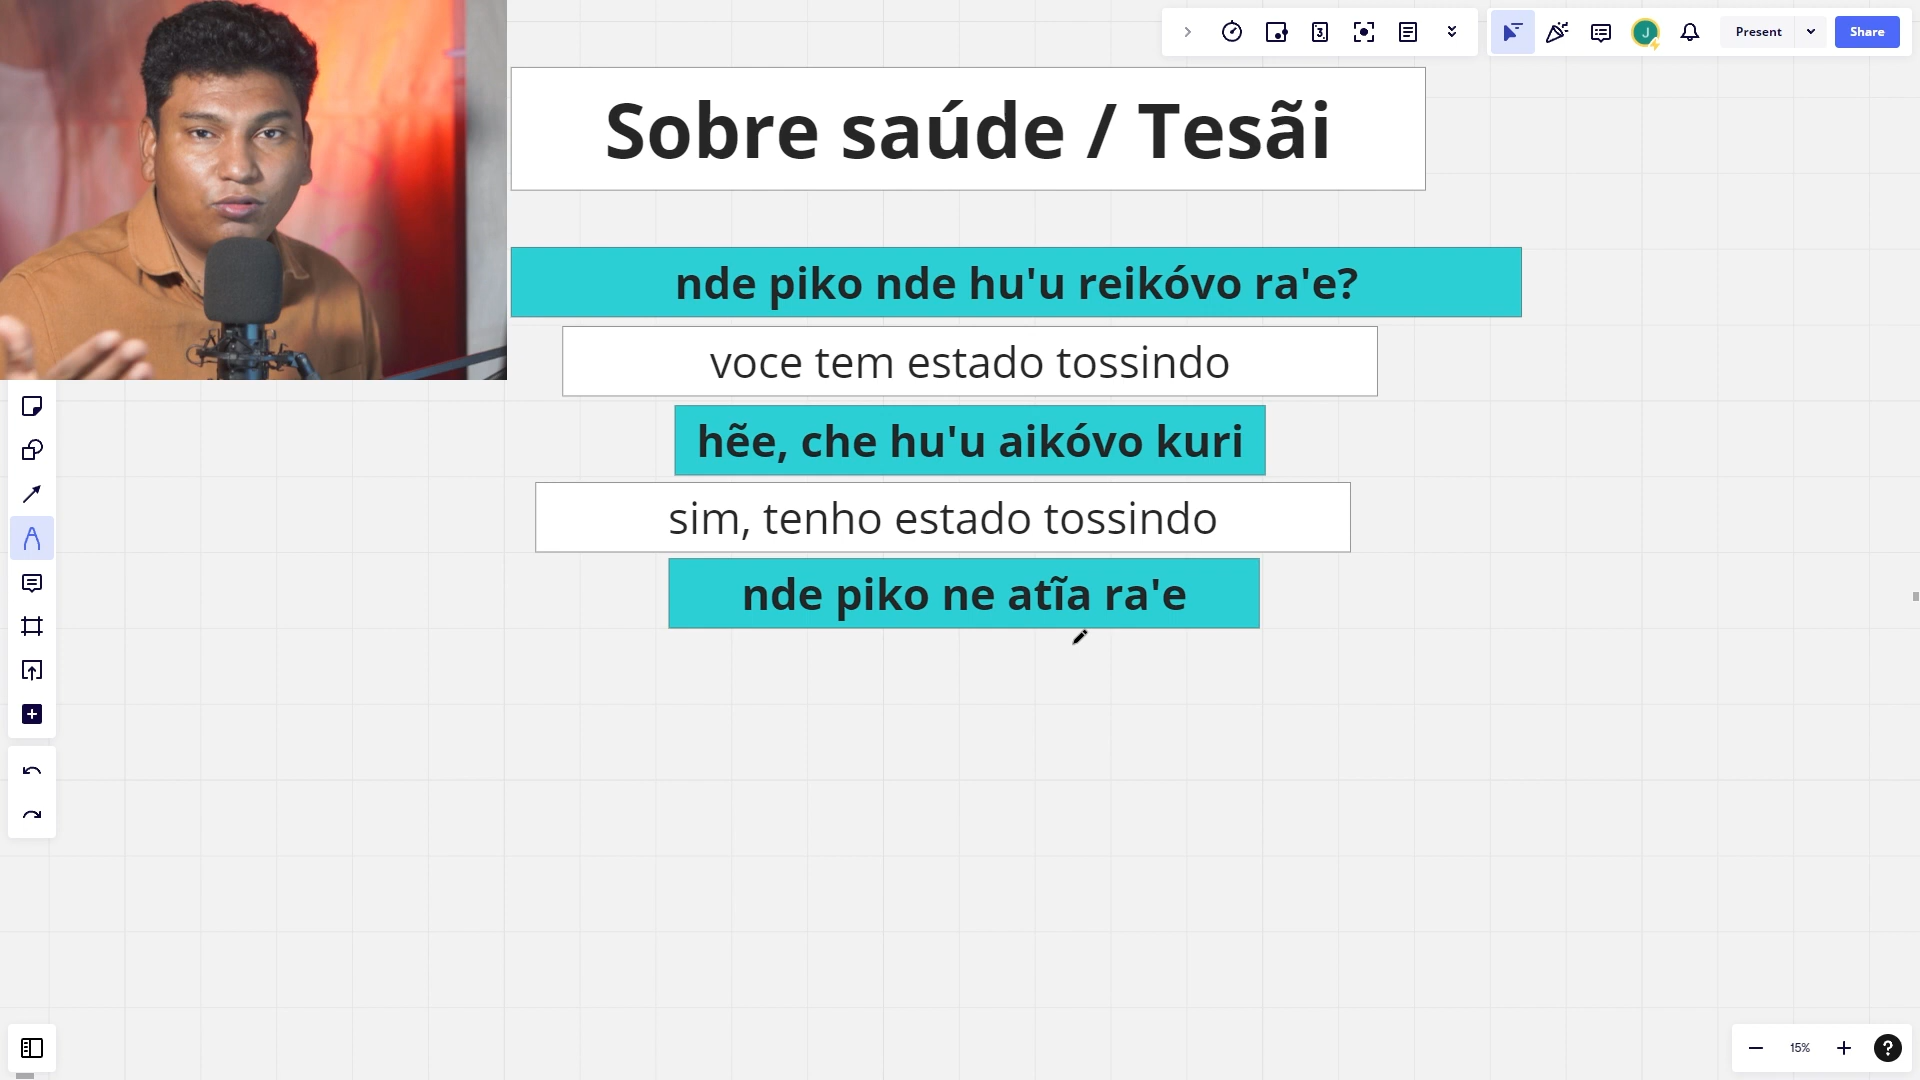 Present
Share
J
Sobre saúde / Tesãi
nde piko nde hu'u reikóvo ra'e?
voce tem estado tossindo
hẽe, che hu'u aikóvo kuri
sim, tenho estado tossindo
nde piko ne atĩa ra'e
15%